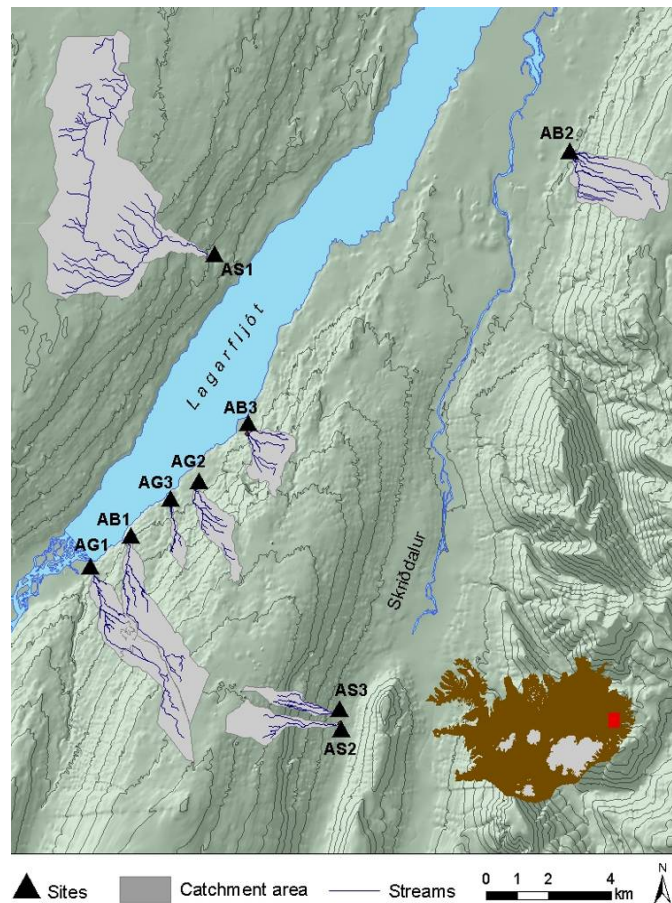 AB2
AS1
Lagarfljót
AB3
AG2
AG3
AB1
AG1
Skriðdalur
AS3
AS2
N
Sites
Catchment area
Streams
0 1 2 4
km